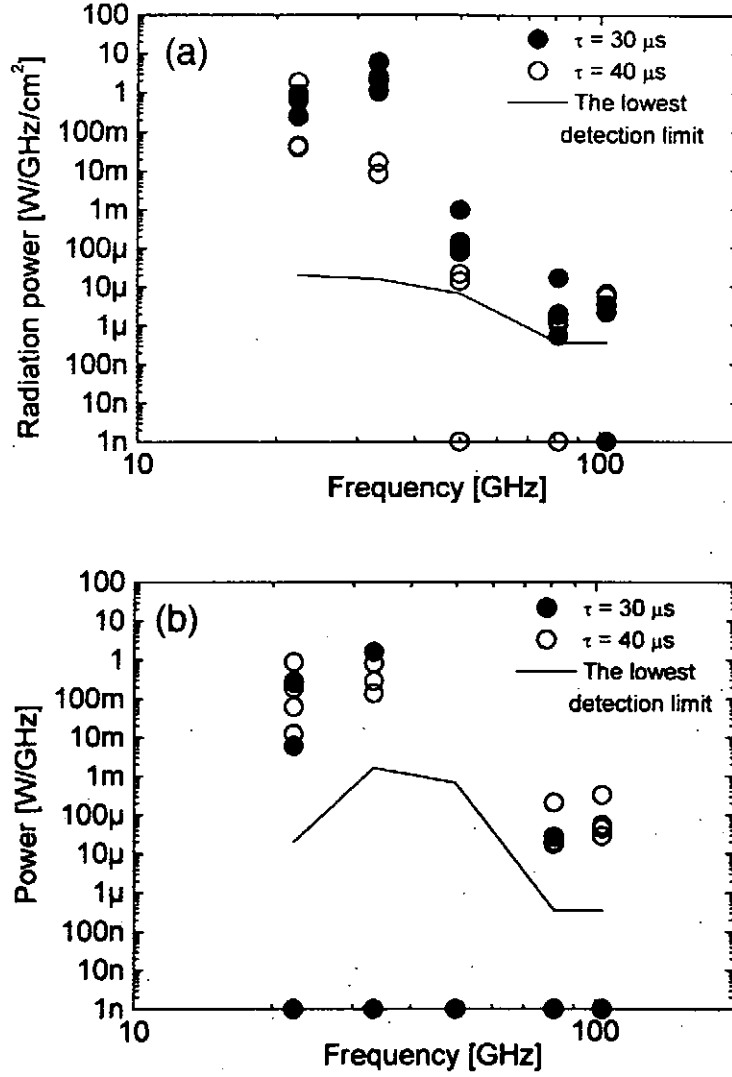 (a)
τ = 30 μs
τ = 40 μs
The lowest
detection limit
Radiation power [W/GHz/cm²]
100
10
1
100m
10m
1m
100μ
10μ
1μ
100n
10n
1n
10
100
Frequency [GHz]
(b)
τ = 30 μs
τ = 40 μs
The lowest
detection limit
Power [W/GHz]
100
10
1
100m
10m
1m
100μ
10μ
1μ
100n
10n
1n
10
100
Frequency [GHz]